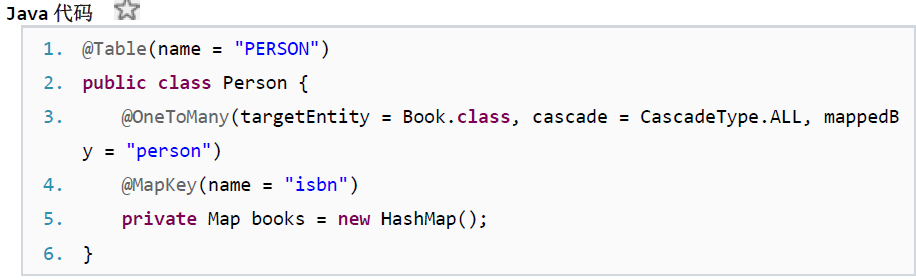 Java 代码
1. @Table(name = "PERSON")
2. public class Person {
3. @OneToMany(targetEntity = Book.class, cascade = CascadeType.ALL, mappedB
y = "person")
4. @MapKey(name = "isbn")
5. private Map books = new HashMap();
6. }